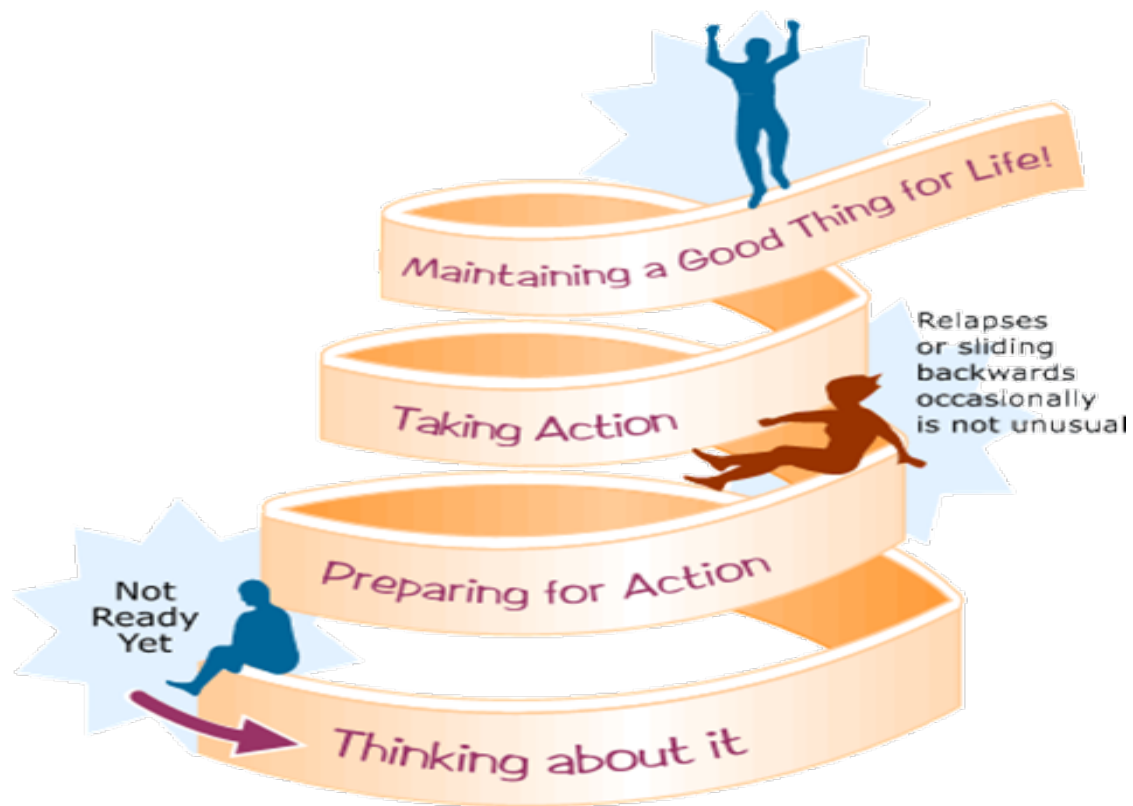 Maintaining a Good Thing for Life!
Relapses
or sliding
backwards
occasionally
is not unusual
Taking Action
Preparing for Action
Not
Ready
Yet
Thinking about it